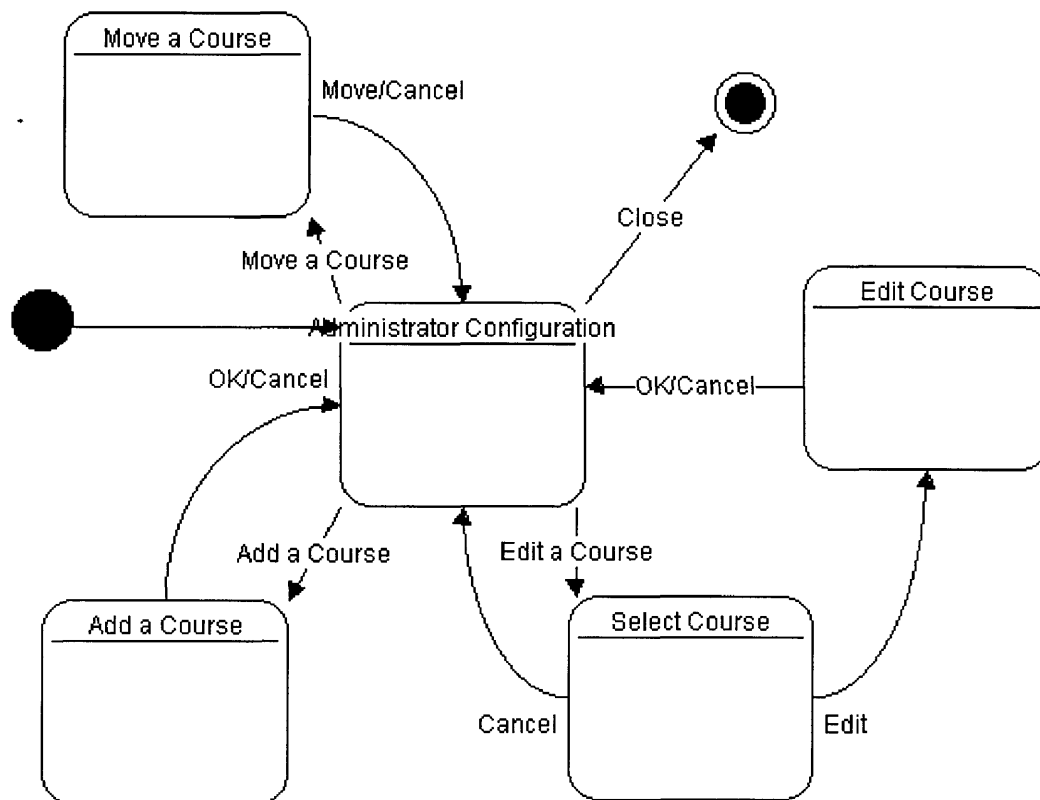 Move a Course
Move/Cancel
Close
Move a Course
Edit Course
Administrator Configuration
OK/Cancel
OK/Cancel
Add a Course
Edit a Course
Add a Course
Select Course
Cancel
Edit